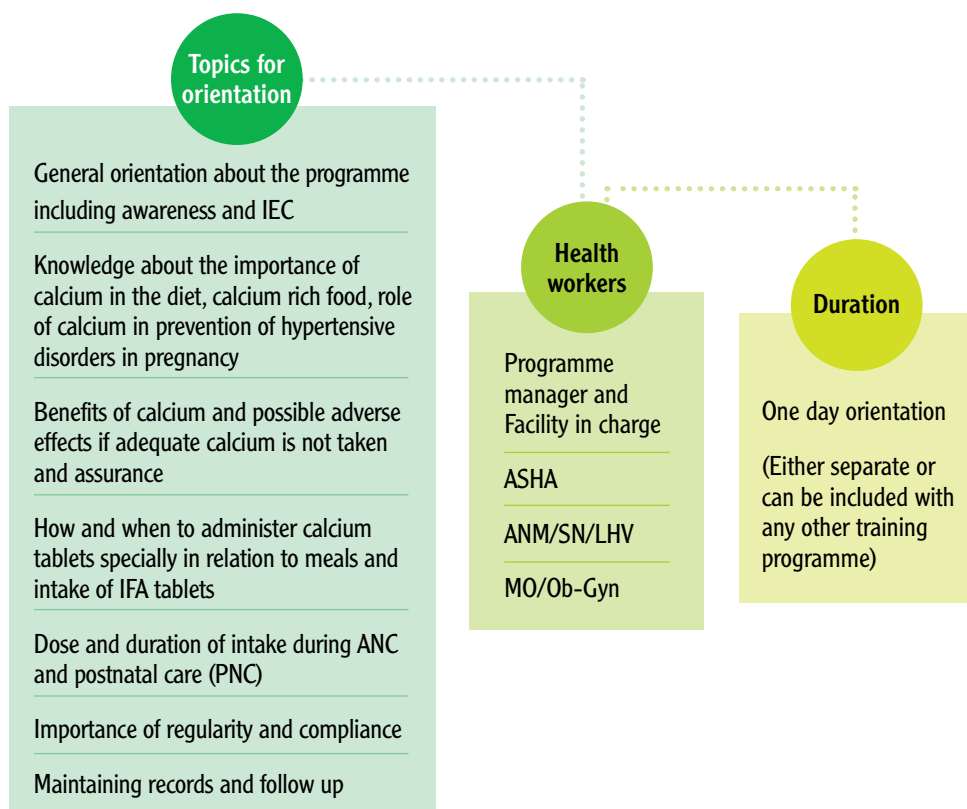 Topics for
orientation
General orientation about the programme
including awareness and IEC
Knowledge about the importance of
calcium in the diet, calcium rich food, role
of calcium in prevention of hypertensive
disorders in pregnancy
Benefits of calcium and possible adverse
effects if adequate calcium is not taken
and assurance
How and when to administer calcium
tablets specially in relation to meals and
intake of IFA tablets
Dose and duration of intake during ANC
and postnatal care (PNC)
Importance of regularity and compliance
Maintaining records and follow up
Health
workers
Programme
manager and
Facility in charge
ASHA
ANM/SN/LHV
MO/Ob-Gyn
Duration
One day orientation
(Either separate or
can be included with
any other training
programme)